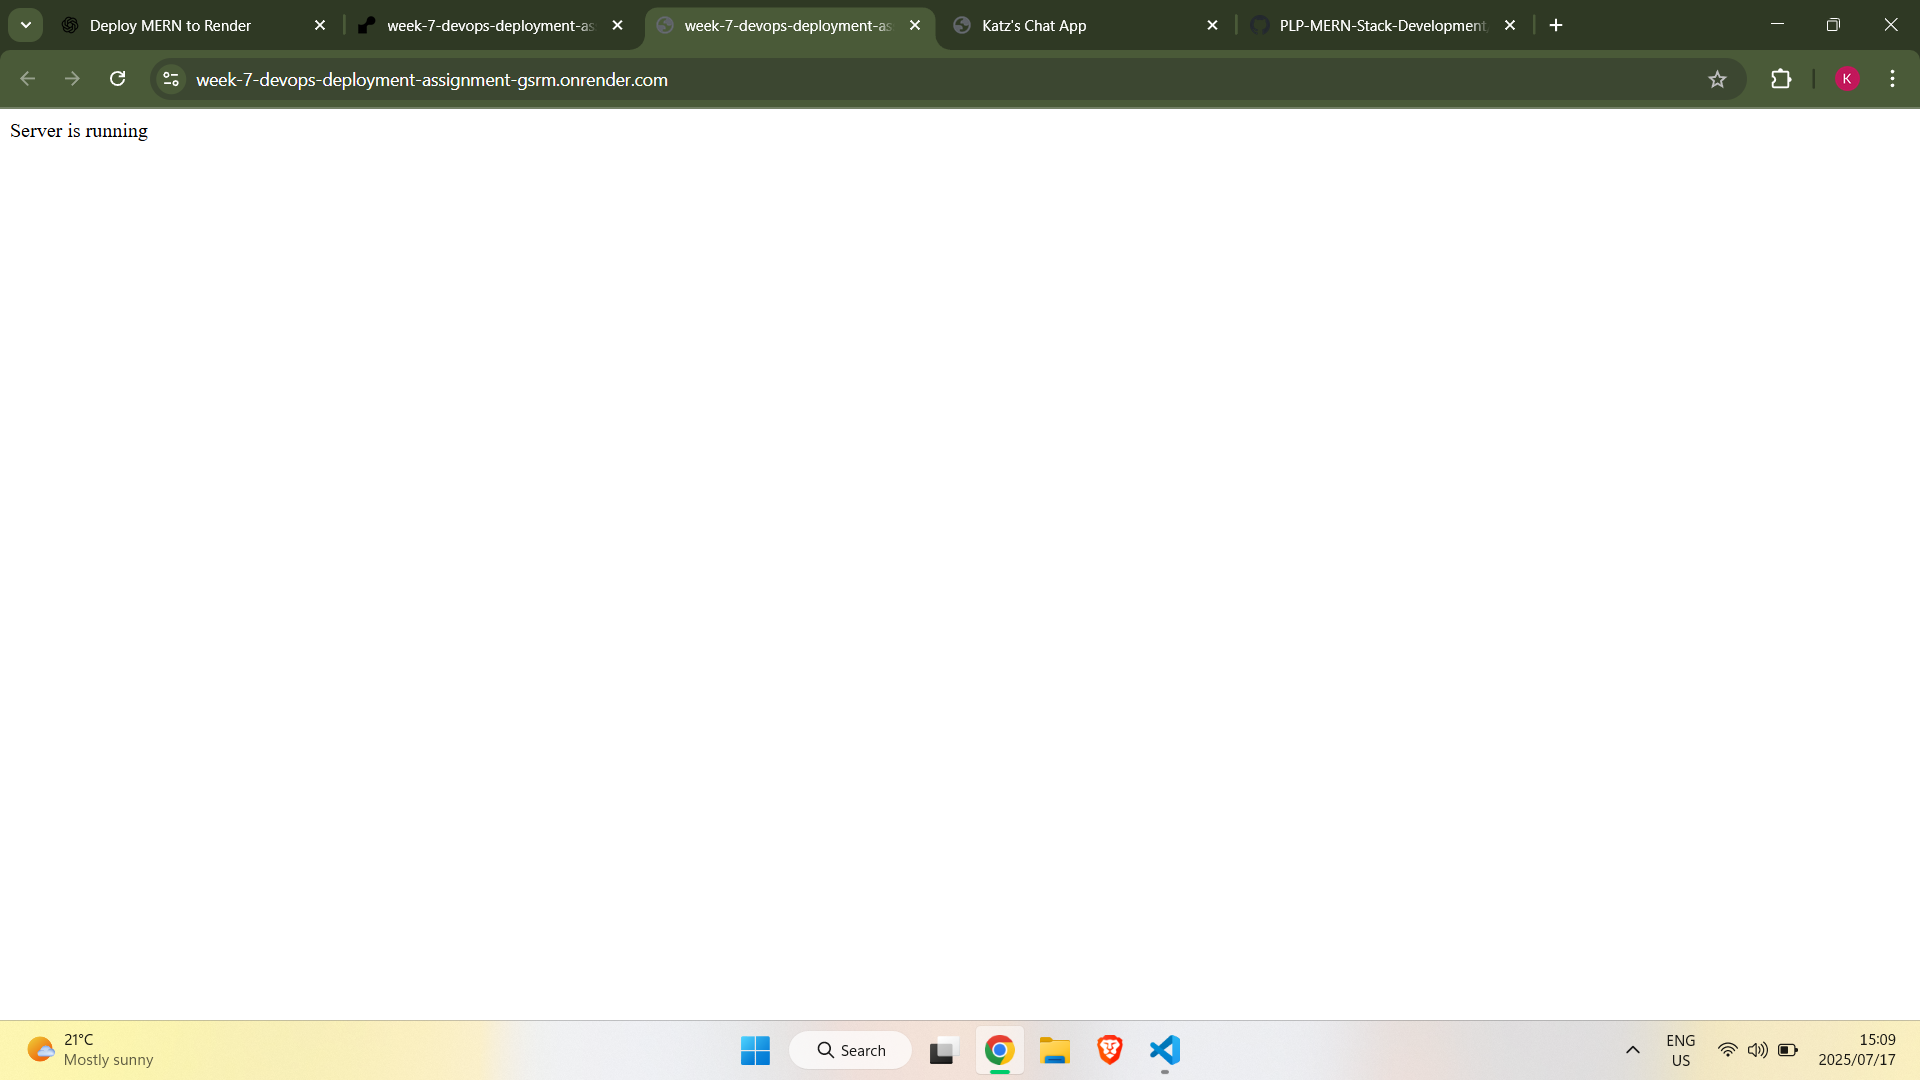 Deploy MERN to Render
week-7-devops-deployment-as
week-7-devops-deployment-as
Katz's Chat App
PLP-MERN-Stack-Development
week-7-devops-deployment-assignment-gsrm.onrender.com
K
Server is running
21°C
Mostly sunny
Search
ENG
US
15:09
2025/07/17